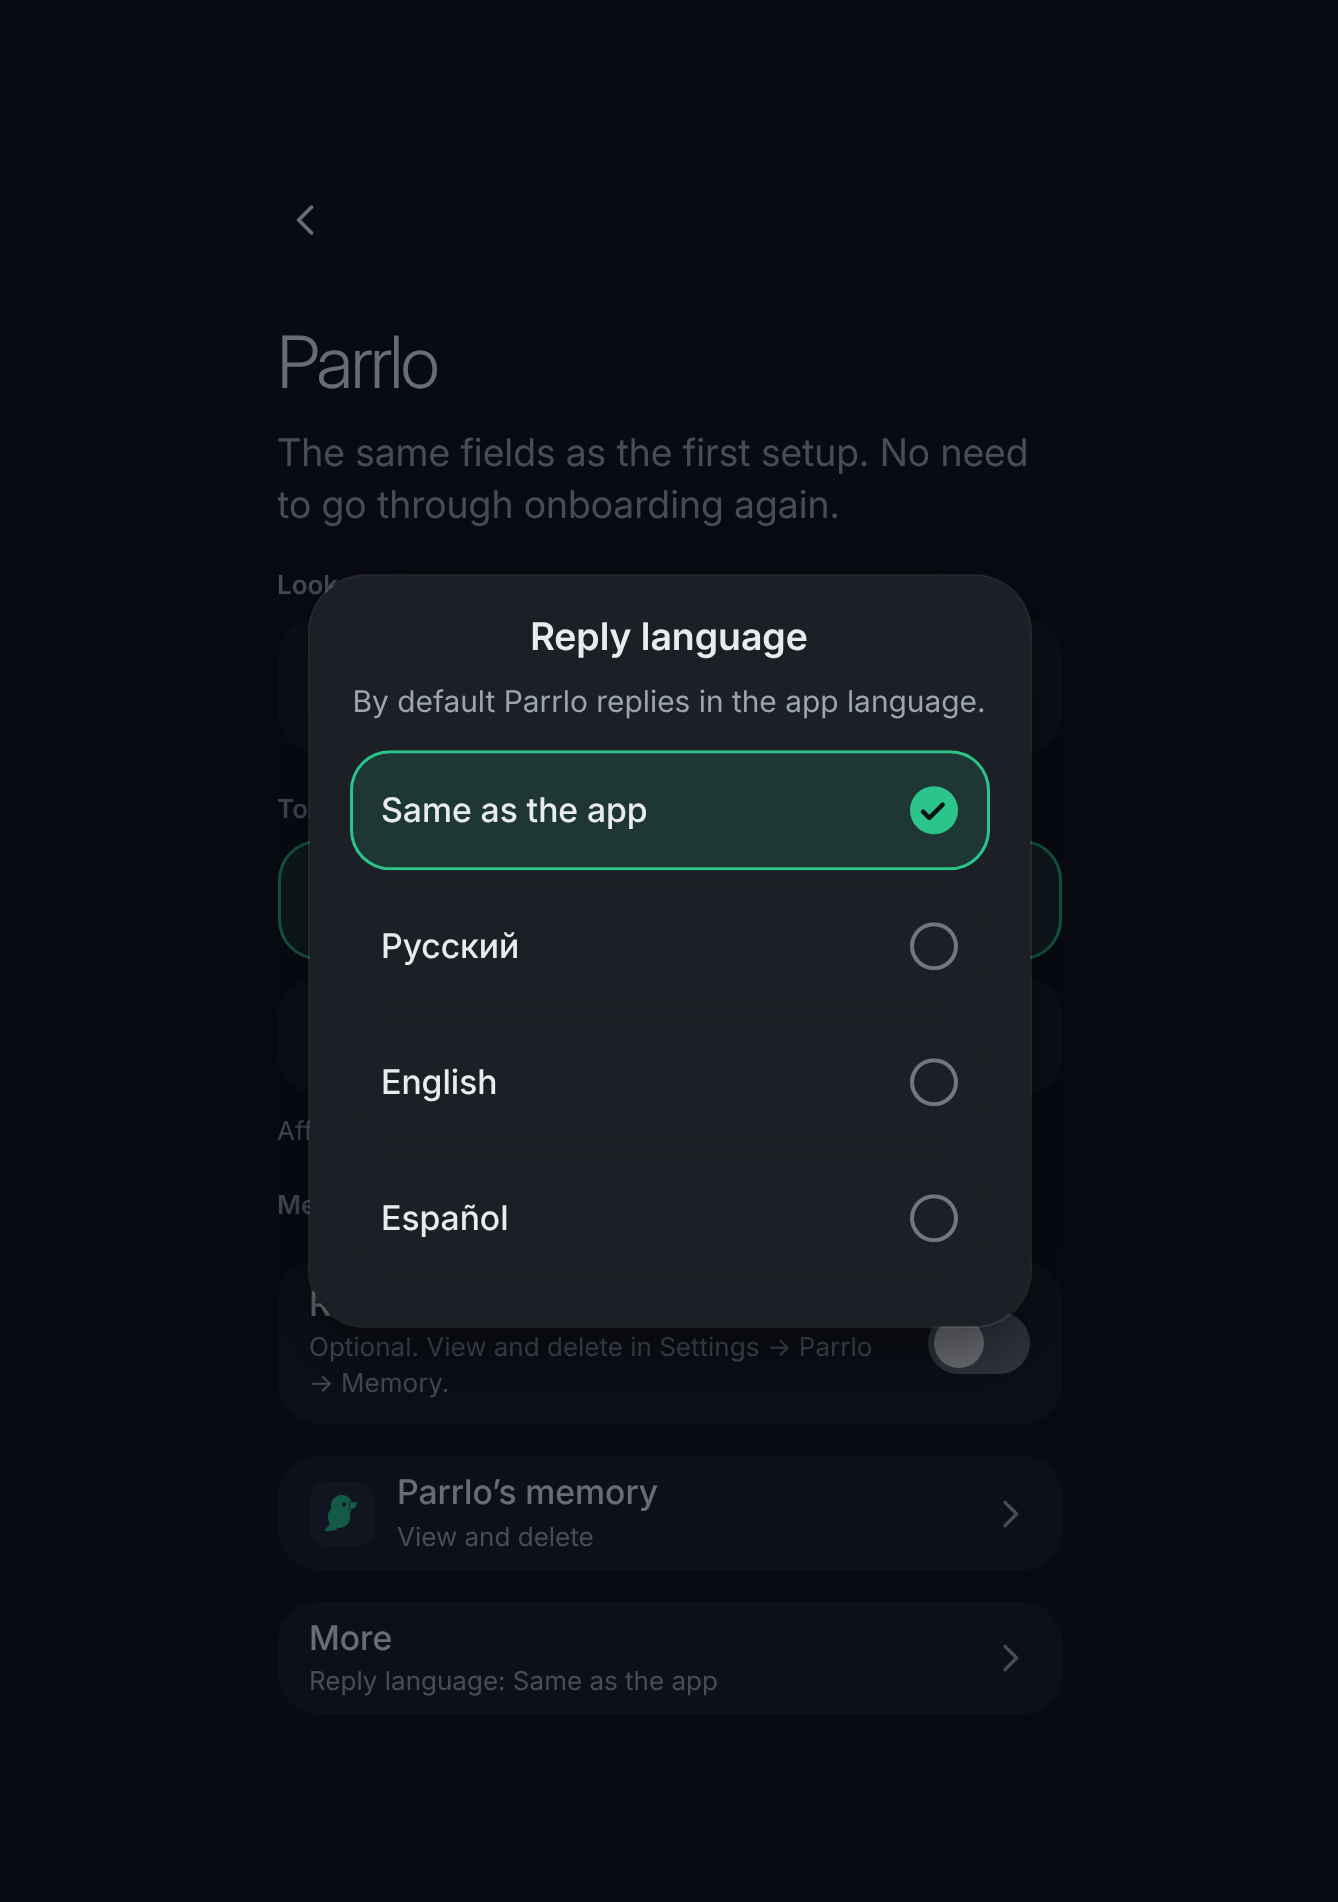 Parrlo
The same fields as the first setup. No need
to go through onboarding again.
Reply language
By default Parrlo replies in the app language.
Same as the app
Русский
English
Español
Optional. View and delete in Settings → Parrlo
→ Memory.
Parrlo’s memory
View and delete
More
Reply language: Same as the app